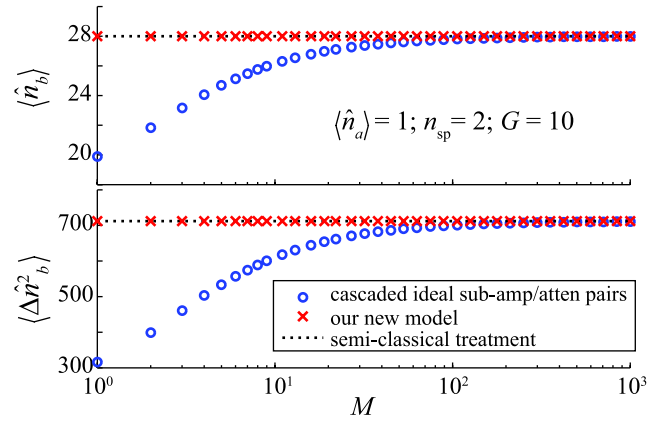 28
24
20
⟨n̂_b⟩
⟨n̂_a⟩ = 1; n_sp = 2; G = 10
700
500
300
⟨Δn̂²_b⟩
cascaded ideal sub-amp/atten pairs
our new model
semi-classical treatment
10⁰ 10¹ 10² 10³
M